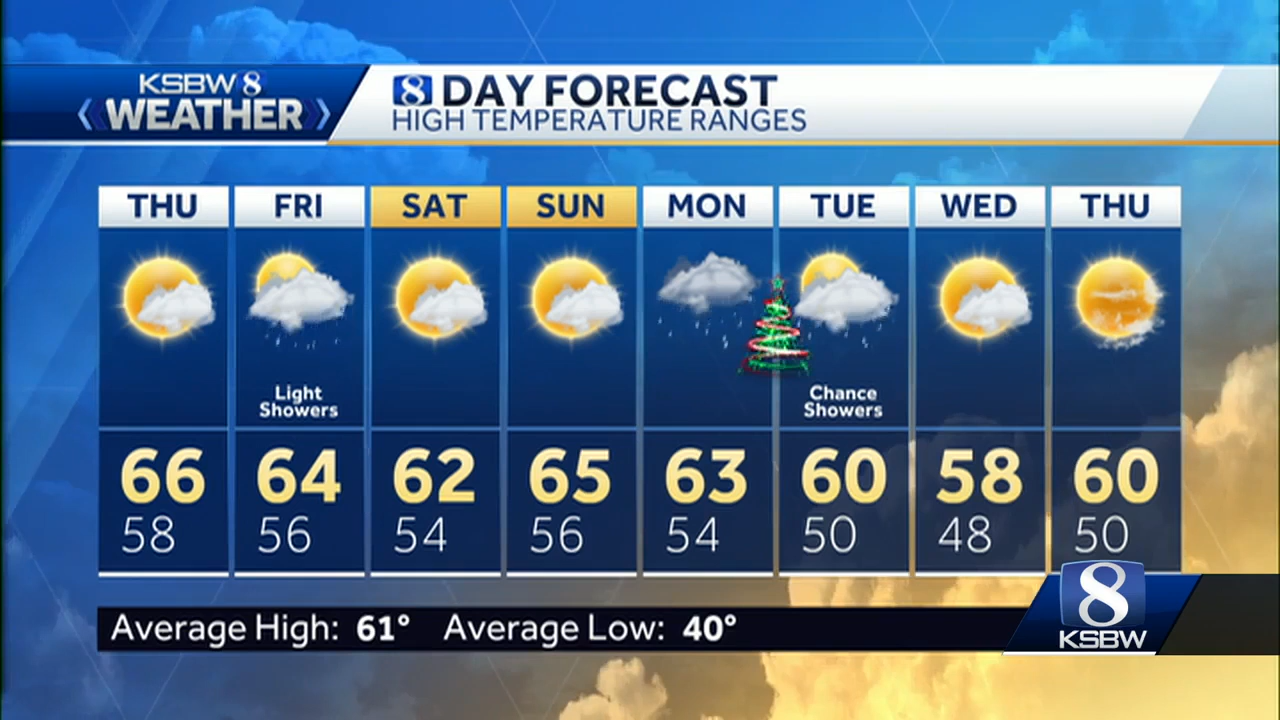 KSBW 8
WEATHER
8 DAY FORECAST
HIGH TEMPERATURE RANGES
THU FRI SAT SUN MON TUE WED THU
Light
Showers
Chance
Showers
66 64 62 65 63 60 58 60
58 56 54 56 54 50 48 50
Average High: 61° Average Low: 40°
8
KSBW